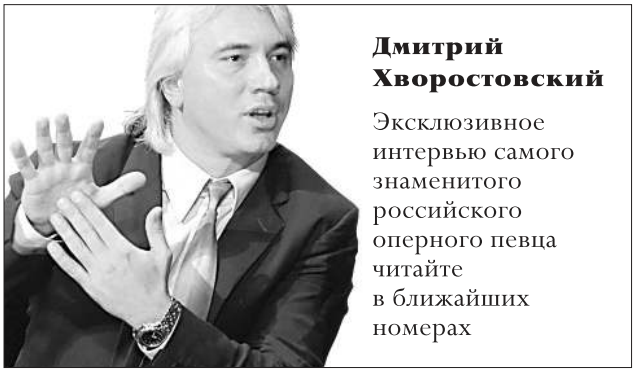 Дмитрий
Хворостовский
Эксклюзивное
интервью самого
знаменитого
российского
оперного певца
читайте
в ближайших
номерах